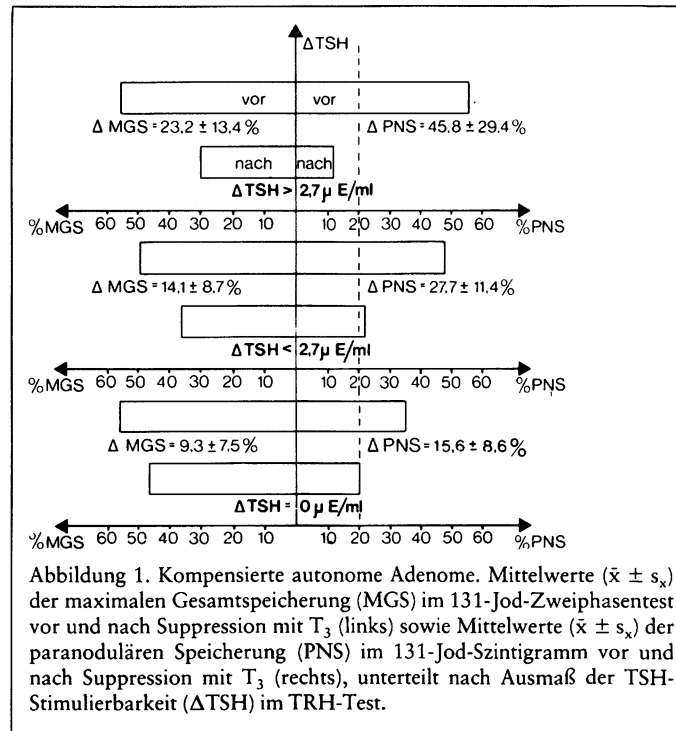 ΔTSH
vor vor
Δ MGS = 23,2 ± 13,4 % Δ PNS = 45,8 ± 29,4 %
nach nach
ΔTSH > 2,7 µ E/ml
%MGS 60 50 40 30 20 10 10 20 30 40 50 60 %PNS
Δ MGS = 14,1 ± 8,7 % Δ PNS = 27,7 ± 11,4 %
ΔTSH < 2,7 µ E/ml
%MGS 60 50 40 30 20 10 10 20 30 40 50 60 %PNS
Δ MGS = 9,3 ± 7,5 % Δ PNS = 15,6 ± 8,6 %
ΔTSH = 0 µ E/ml
%MGS 60 50 40 30 20 10 10 20 30 40 50 60 %PNS
Abbildung 1. Kompensierte autonome Adenome. Mittelwerte (x̄ ± sₓ)
der maximalen Gesamtspeicherung (MGS) im 131-Jod-Zweiphasentest
vor und nach Suppression mit T₃ (links) sowie Mittelwerte (x̄ ± sₓ) der
paranodulären Speicherung (PNS) im 131-Jod-Szintigramm vor und
nach Suppression mit T₃ (rechts), unterteilt nach Ausmaß der TSH-
Stimulierbarkeit (ΔTSH) im TRH-Test.